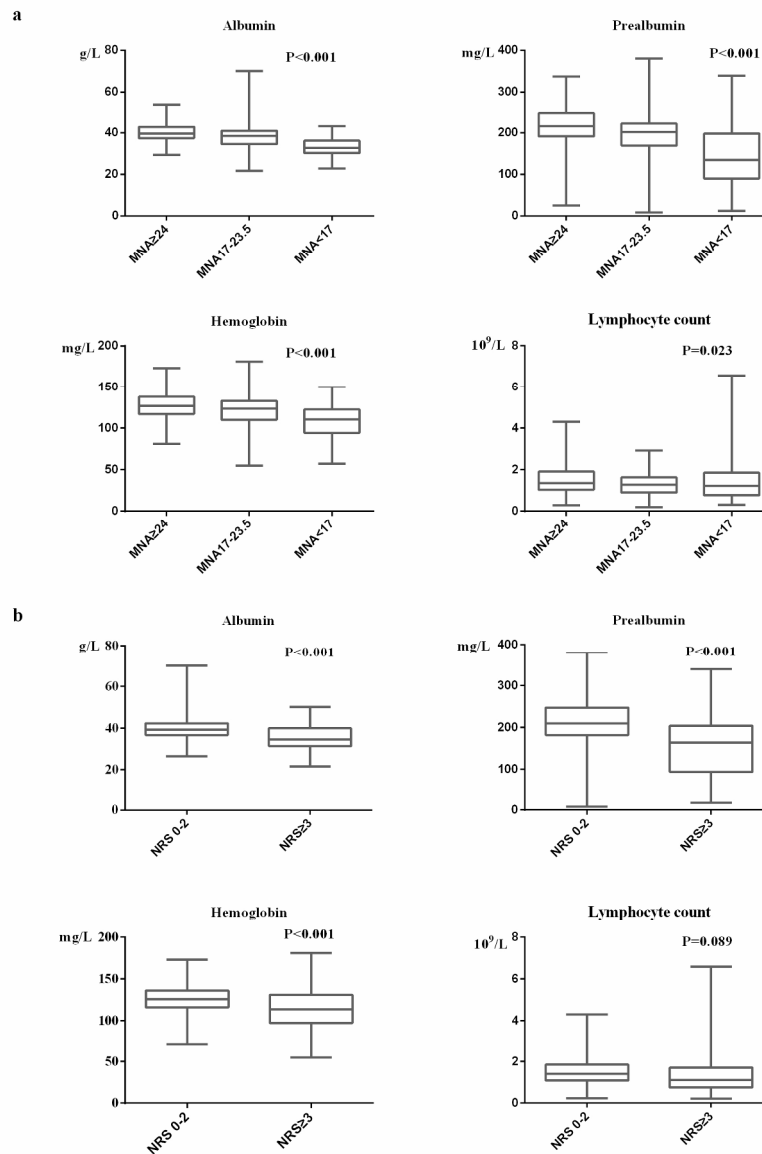 a
Albumin
g/L
P<0.001
80
60
40
20
0
MNA≥24
MNA17-23.5
MNA<17
Prealbumin
mg/L
P<0.001
400
300
200
100
0
MNA≥24
MNA17-23.5
MNA<17
Hemoglobin
mg/L
P<0.001
200
150
100
50
0
MNA≥24
MNA17-23.5
MNA<17
Lymphocyte count
10⁹/L
P=0.023
8
6
4
2
0
MNA≥24
MNA17-23.5
MNA<17
b
Albumin
g/L
P<0.001
80
60
40
20
0
NRS 0-2
NRS≥3
Prealbumin
mg/L
P<0.001
400
300
200
100
0
NRS 0-2
NRS≥3
Hemoglobin
mg/L
P<0.001
200
150
100
50
0
NRS 0-2
NRS≥3
Lymphocyte count
10⁹/L
P=0.089
8
6
4
2
0
NRS 0-2
NRS≥3